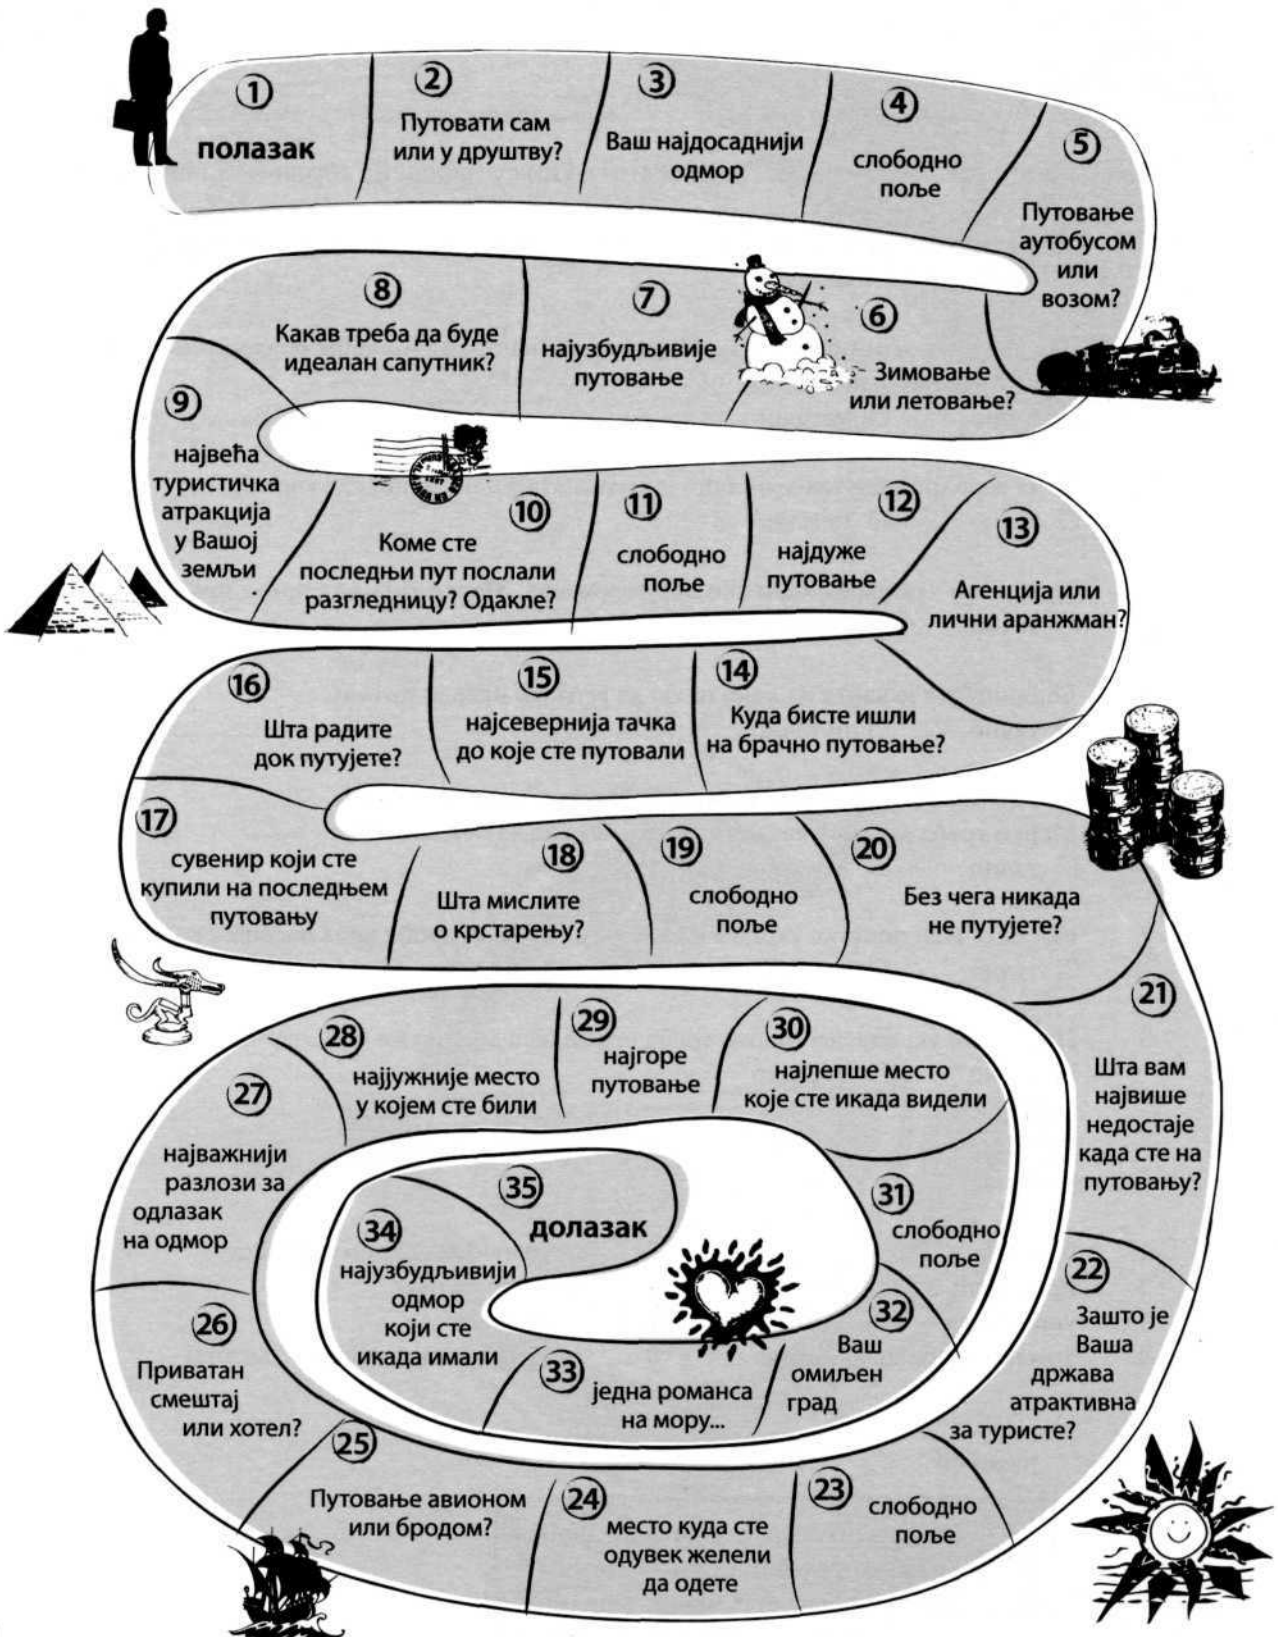 1
полазак
2
Путовати сам
или у друштву?
3
Ваш најдосаднији
одмор
4
слободно
поље
5
Путовање
аутобусом
или
возом?
6
Зимовање
или летовање?
7
најузбудљивије
путовање
8
Какав треба да буде
идеалан сапутник?
9
највећа
туристичка
атракција
у Вашој
земљи
10
Коме сте
последњи пут послали
разгледницу? Одакле?
11
слободно
поље
12
најдуже
путовање
13
Агенција или
лични аранжман?
14
Куда бисте ишли
на брачно путовање?
15
најсевернија тачка
до које сте путовали
16
Шта радите
док путујете?
17
сувенир који сте
купили на последњем
путовању
18
Шта мислите
о крстарењу?
19
слободно
поље
20
Без чега никада
не путујете?
21
Шта вам
највише
недостаје
када сте на
путовању?
22
Зашто је
Ваша
држава
атрактивна
за туристе?
23
слободно
поље
24
место куда сте
одувек желели
да одете
25
Путовање авионом
или бродом?
26
Приватан
смештај
или хотел?
27
најважнији
разлози за
одлазак
на одмор
28
најјужније место
у којем сте били
29
најгоре
путовање
30
најлепше место
које сте икада видели
31
слободно
поље
32
Ваш
омиљен
град
33
једна романса
на мору...
34
најузбудљивији
одмор
који сте
икада имали
35
долазак